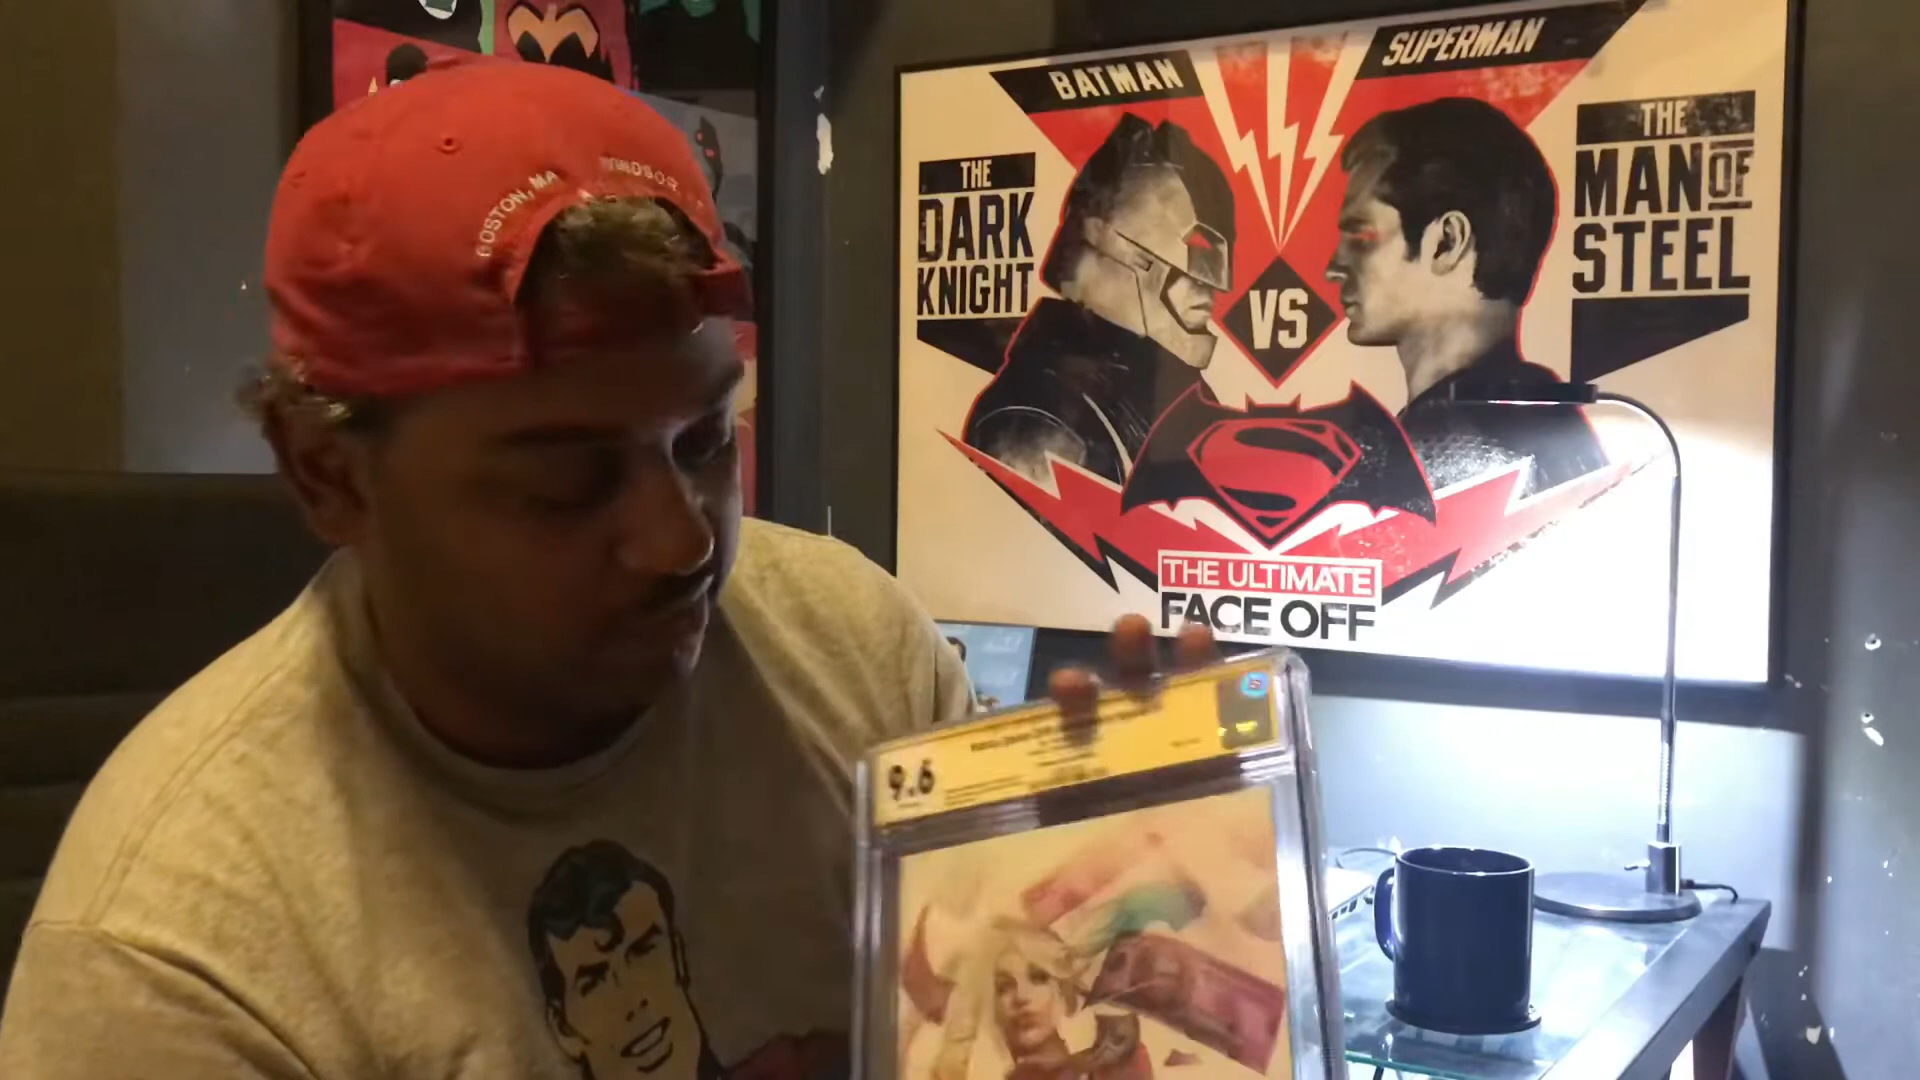 BATMAN
SUPERMAN
THE
DARK
KNIGHT
THE
MAN OF
STEEL
VS
THE ULTIMATE
FACE OFF
BOSTON, MA
WINDSOR
9.6